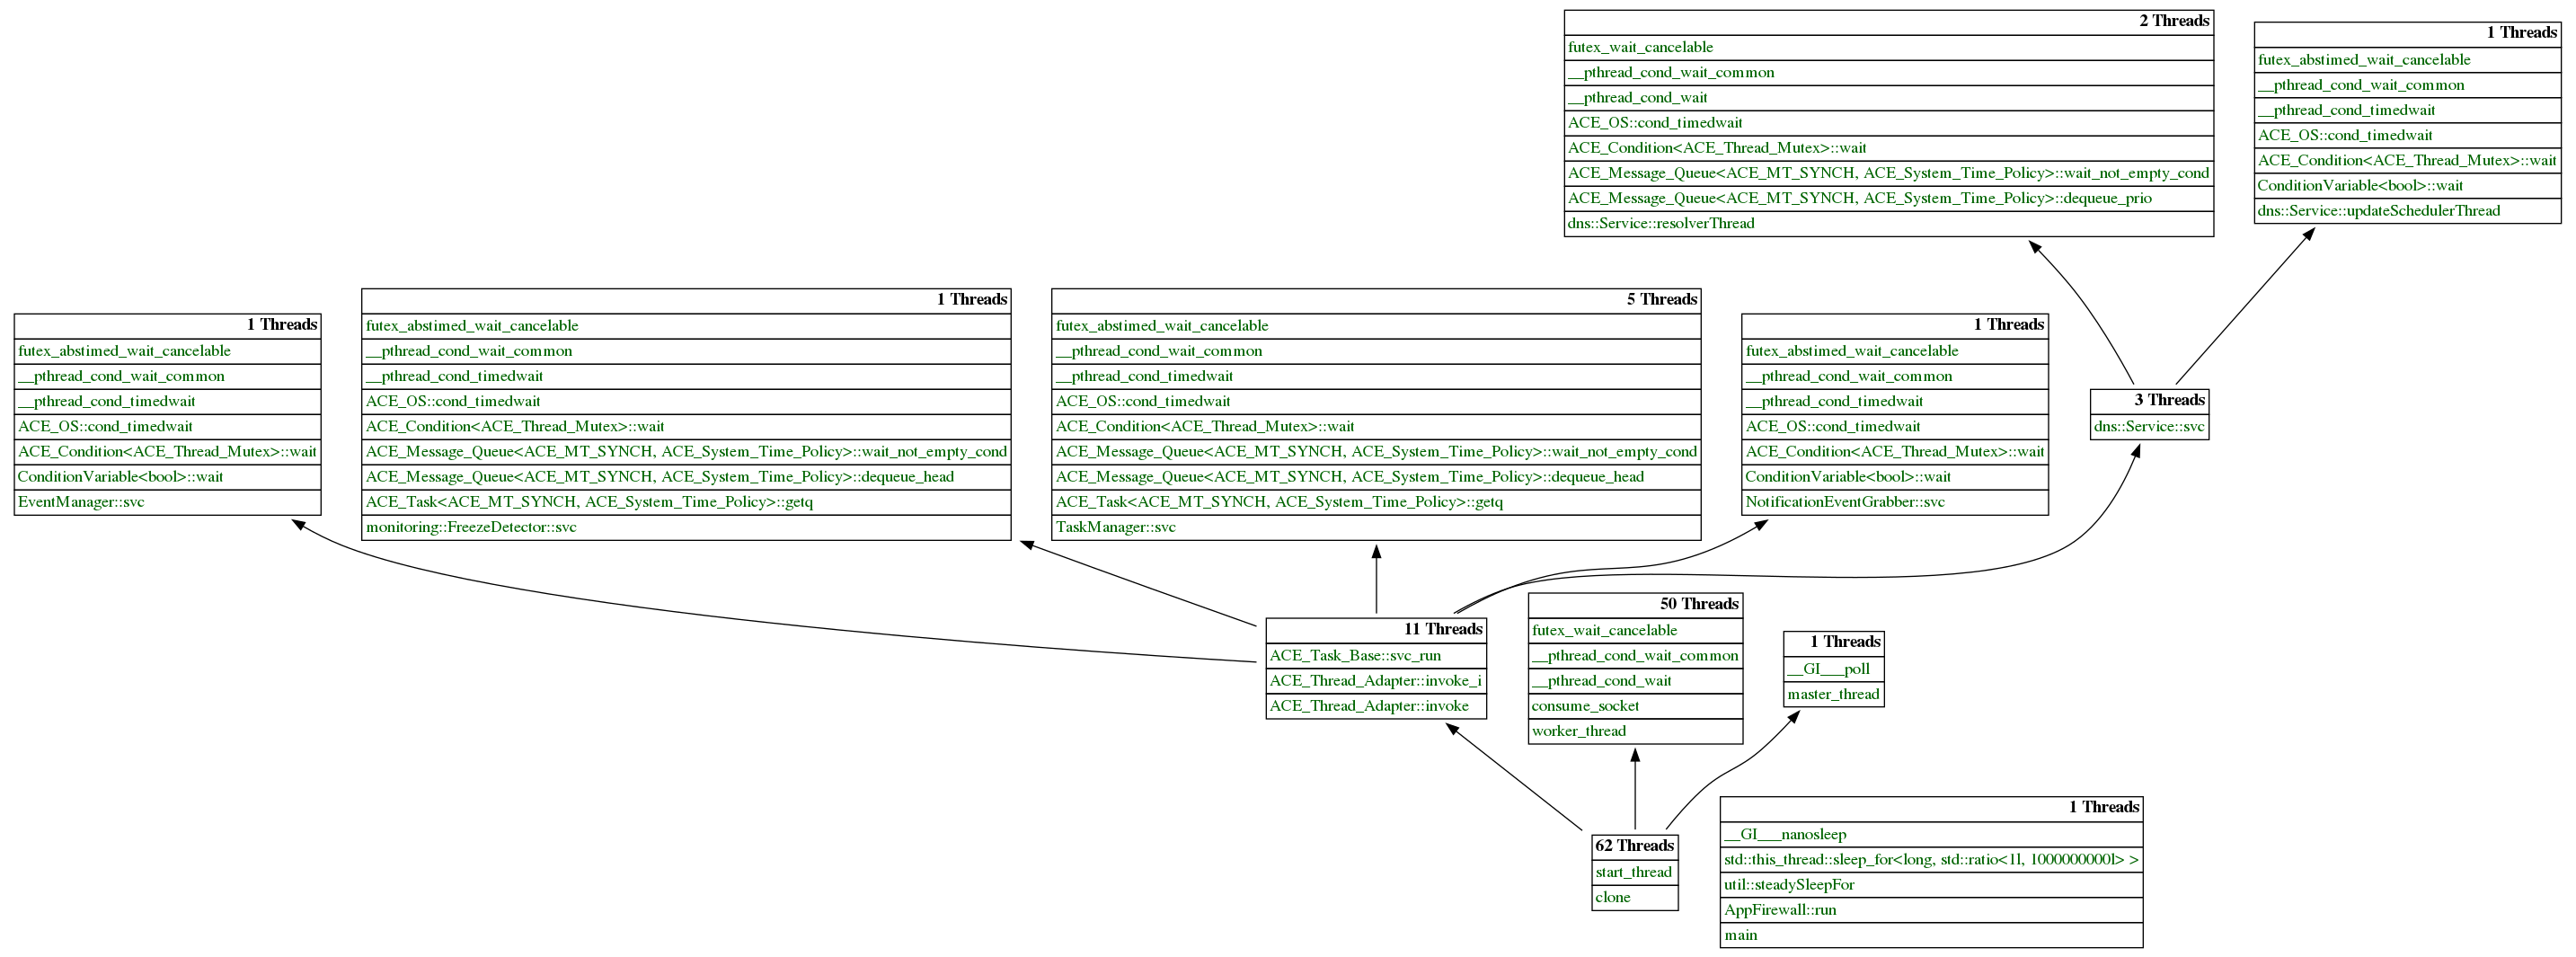 2 Threads
futex_wait_cancelable
__pthread_cond_wait_common
__pthread_cond_wait
ACE_OS::cond_timedwait
ACE_Condition<ACE_Thread_Mutex>::wait
ACE_Message_Queue<ACE_MT_SYNCH, ACE_System_Time_Policy>::wait_not_empty_cond
ACE_Message_Queue<ACE_MT_SYNCH, ACE_System_Time_Policy>::dequeue_prio
dns::Service::resolverThread
1 Threads
futex_abstimed_wait_cancelable
__pthread_cond_wait_common
__pthread_cond_timedwait
ACE_OS::cond_timedwait
ACE_Condition<ACE_Thread_Mutex>::wait
ConditionVariable<bool>::wait
dns::Service::updateSchedulerThread
1 Threads
futex_abstimed_wait_cancelable
__pthread_cond_wait_common
__pthread_cond_timedwait
ACE_OS::cond_timedwait
ACE_Condition<ACE_Thread_Mutex>::wait
ConditionVariable<bool>::wait
EventManager::svc
1 Threads
futex_abstimed_wait_cancelable
__pthread_cond_wait_common
__pthread_cond_timedwait
ACE_OS::cond_timedwait
ACE_Condition<ACE_Thread_Mutex>::wait
ACE_Message_Queue<ACE_MT_SYNCH, ACE_System_Time_Policy>::wait_not_empty_cond
ACE_Message_Queue<ACE_MT_SYNCH, ACE_System_Time_Policy>::dequeue_head
ACE_Task<ACE_MT_SYNCH, ACE_System_Time_Policy>::getq
monitoring::FreezeDetector::svc
5 Threads
futex_abstimed_wait_cancelable
__pthread_cond_wait_common
__pthread_cond_timedwait
ACE_OS::cond_timedwait
ACE_Condition<ACE_Thread_Mutex>::wait
ACE_Message_Queue<ACE_MT_SYNCH, ACE_System_Time_Policy>::wait_not_empty_cond
ACE_Message_Queue<ACE_MT_SYNCH, ACE_System_Time_Policy>::dequeue_head
ACE_Task<ACE_MT_SYNCH, ACE_System_Time_Policy>::getq
TaskManager::svc
1 Threads
futex_abstimed_wait_cancelable
__pthread_cond_wait_common
__pthread_cond_timedwait
ACE_OS::cond_timedwait
ACE_Condition<ACE_Thread_Mutex>::wait
ConditionVariable<bool>::wait
NotificationEventGrabber::svc
3 Threads
dns::Service::svc
11 Threads
ACE_Task_Base::svc_run
ACE_Thread_Adapter::invoke_i
ACE_Thread_Adapter::invoke
50 Threads
futex_wait_cancelable
__pthread_cond_wait_common
__pthread_cond_wait
consume_socket
worker_thread
1 Threads
__GI___poll
master_thread
62 Threads
start_thread
clone
1 Threads
__GI___nanosleep
std::this_thread::sleep_for<long, std::ratio<1l, 1000000000l> >
util::steadySleepFor
AppFirewall::run
main